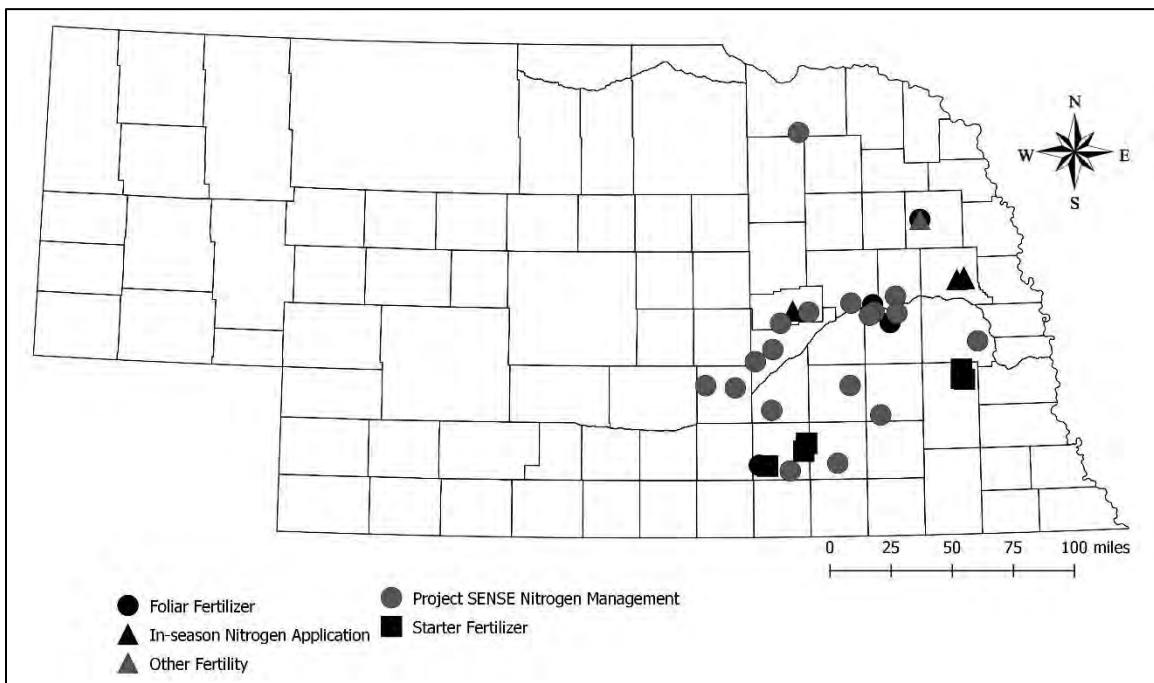 N
W E
S
0 25 50 75 100 miles
Foliar Fertilizer
Project SENSE Nitrogen Management
In-season Nitrogen Application
Starter Fertilizer
Other Fertility